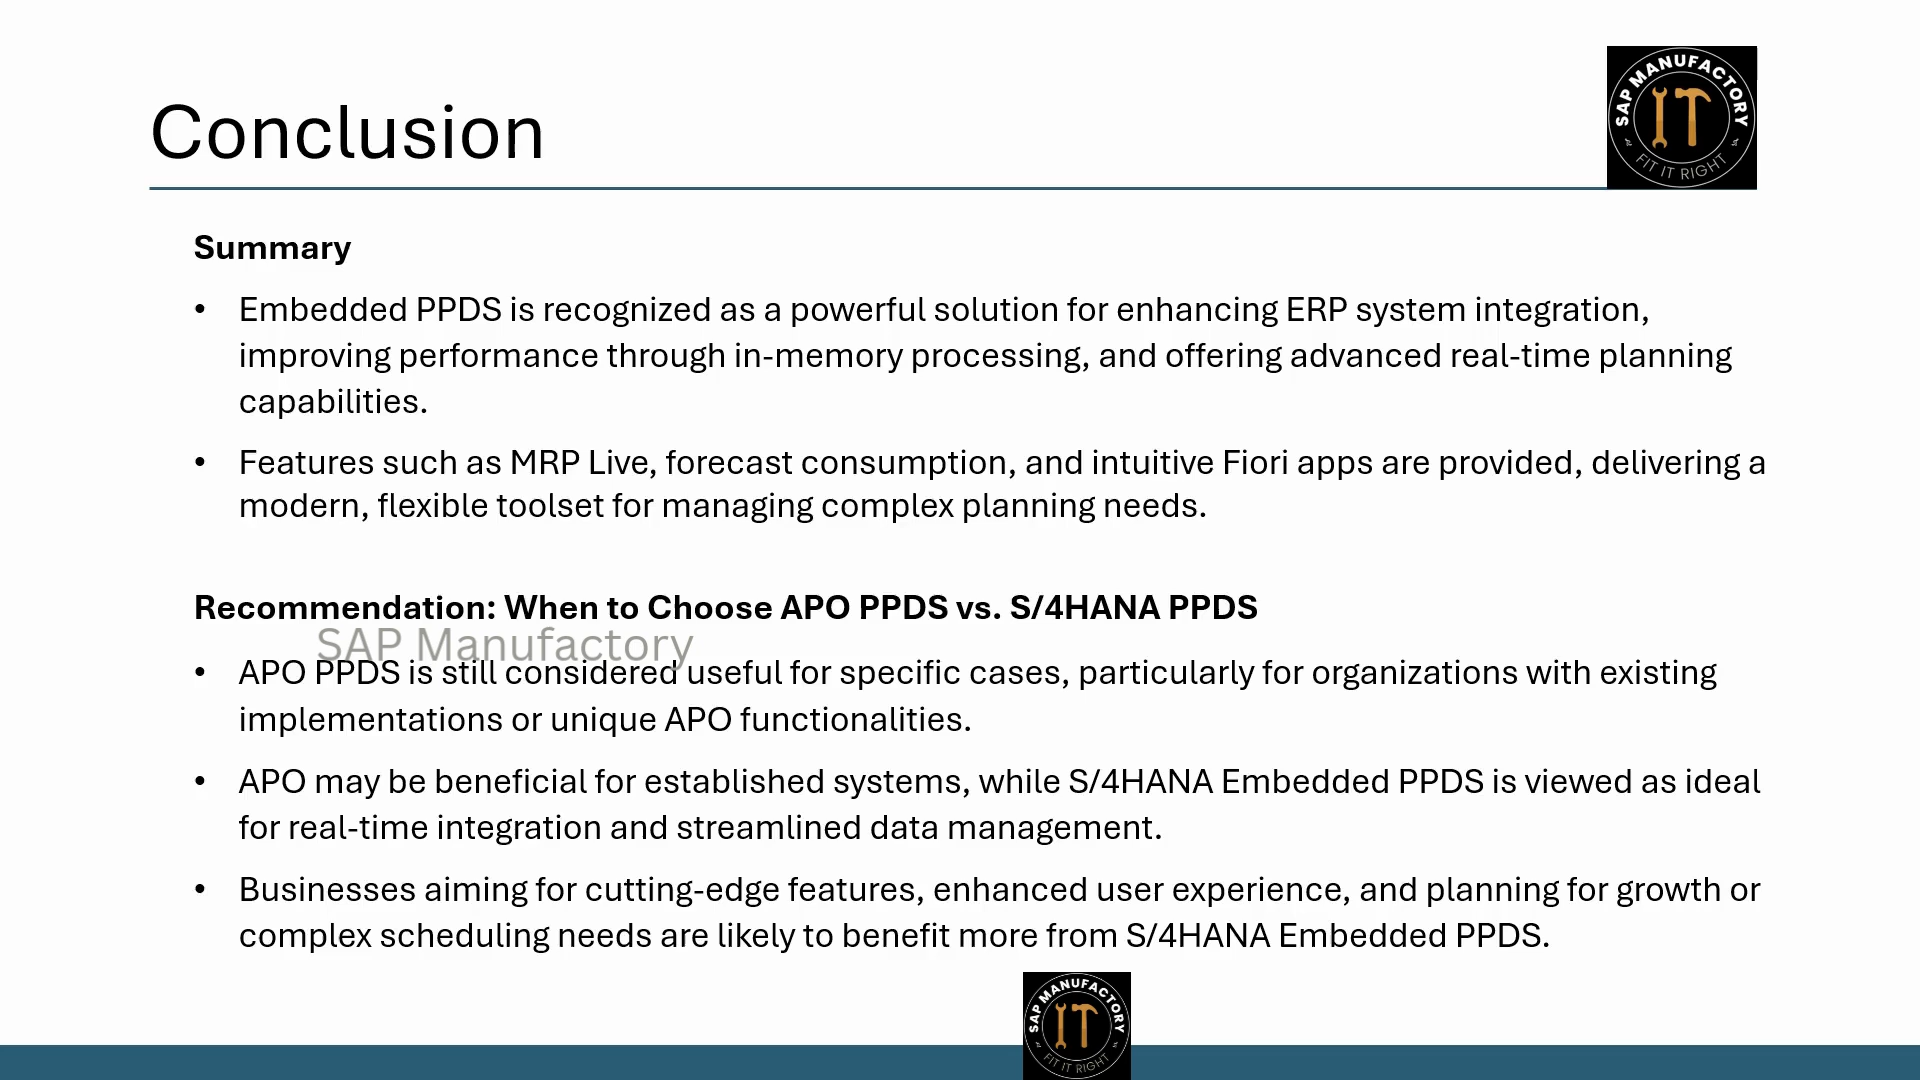 Conclusion
SAP MANUFACTORY
IT
FIT IT RIGHT
Summary
• Embedded PPDS is recognized as a powerful solution for enhancing ERP system integration,
improving performance through in-memory processing, and offering advanced real-time planning
capabilities.
• Features such as MRP Live, forecast consumption, and intuitive Fiori apps are provided, delivering a
modern, flexible toolset for managing complex planning needs.
Recommendation: When to Choose APO PPDS vs. S/4HANA PPDS
SAP Manufactory
• APO PPDS is still considered useful for specific cases, particularly for organizations with existing
implementations or unique APO functionalities.
• APO may be beneficial for established systems, while S/4HANA Embedded PPDS is viewed as ideal
for real-time integration and streamlined data management.
• Businesses aiming for cutting-edge features, enhanced user experience, and planning for growth or
complex scheduling needs are likely to benefit more from S/4HANA Embedded PPDS.
SAP MANUFACTORY
IT
FIT IT RIGHT